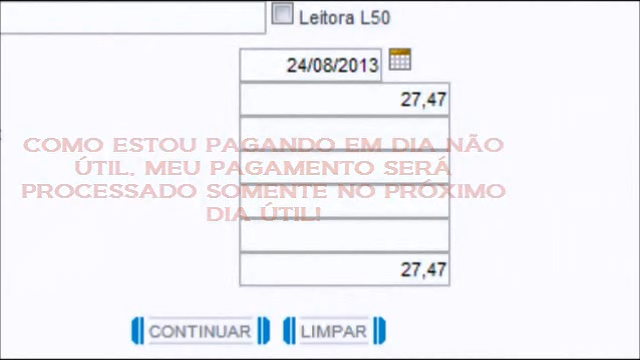 Leitora L50
24/08/2013
27,47
COMO ESTOU PAGANDO EM DIA NÃO
ÚTIL, MEU PAGAMENTO SERÁ
PROCESSADO SOMENTE NO PRÓXIMO
DIA ÚTIL!
27,47
CONTINUAR LIMPAR